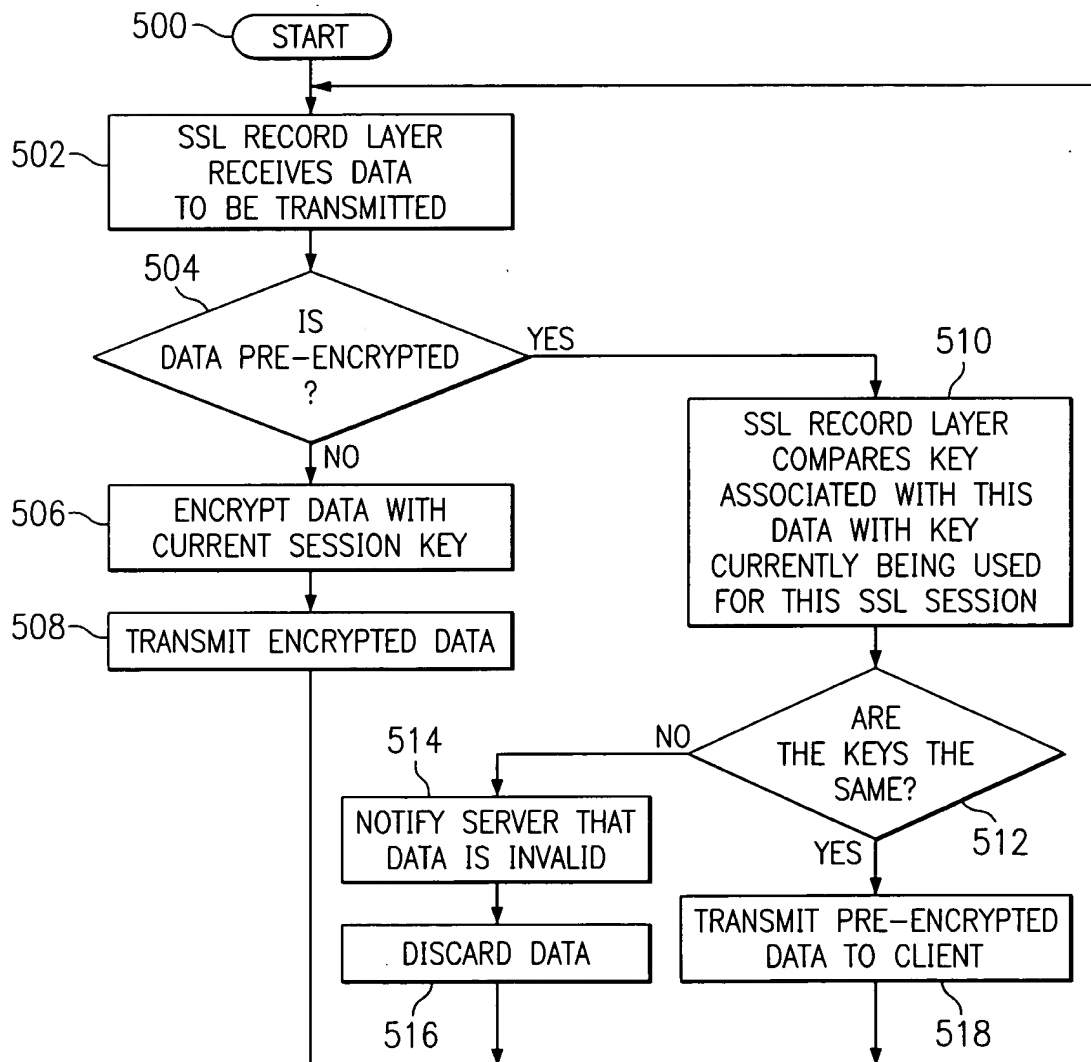 500
START
502
SSL RECORD LAYER
RECEIVES DATA
TO BE TRANSMITTED
504
IS
DATA PRE-ENCRYPTED
?
YES
NO
506
ENCRYPT DATA WITH
CURRENT SESSION KEY
508
TRANSMIT ENCRYPTED DATA
510
SSL RECORD LAYER
COMPARES KEY
ASSOCIATED WITH THIS
DATA WITH KEY
CURRENTLY BEING USED
FOR THIS SSL SESSION
ARE
THE KEYS THE
SAME?
512
NO
YES
514
NOTIFY SERVER THAT
DATA IS INVALID
DISCARD DATA
516
TRANSMIT PRE-ENCRYPTED
DATA TO CLIENT
518